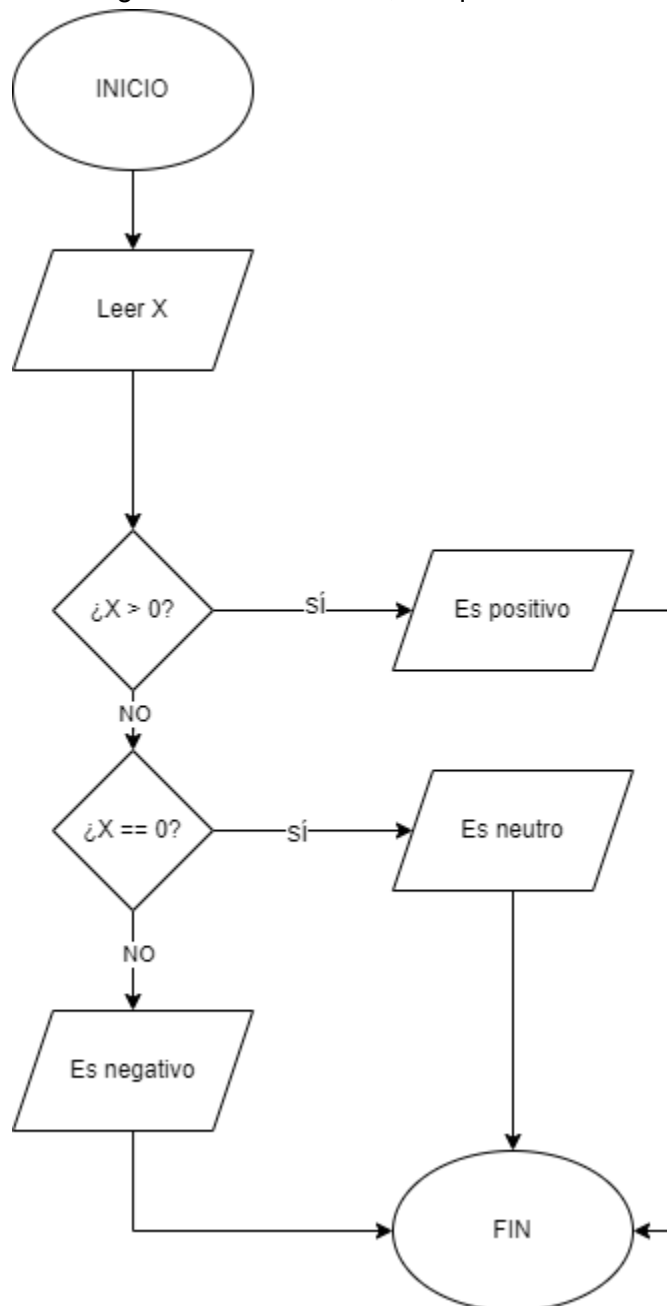 INICIO
Leer X
¿X > 0?
SÍ
Es positivo
NO
¿X == 0?
SÍ
Es neutro
NO
Es negativo
FIN